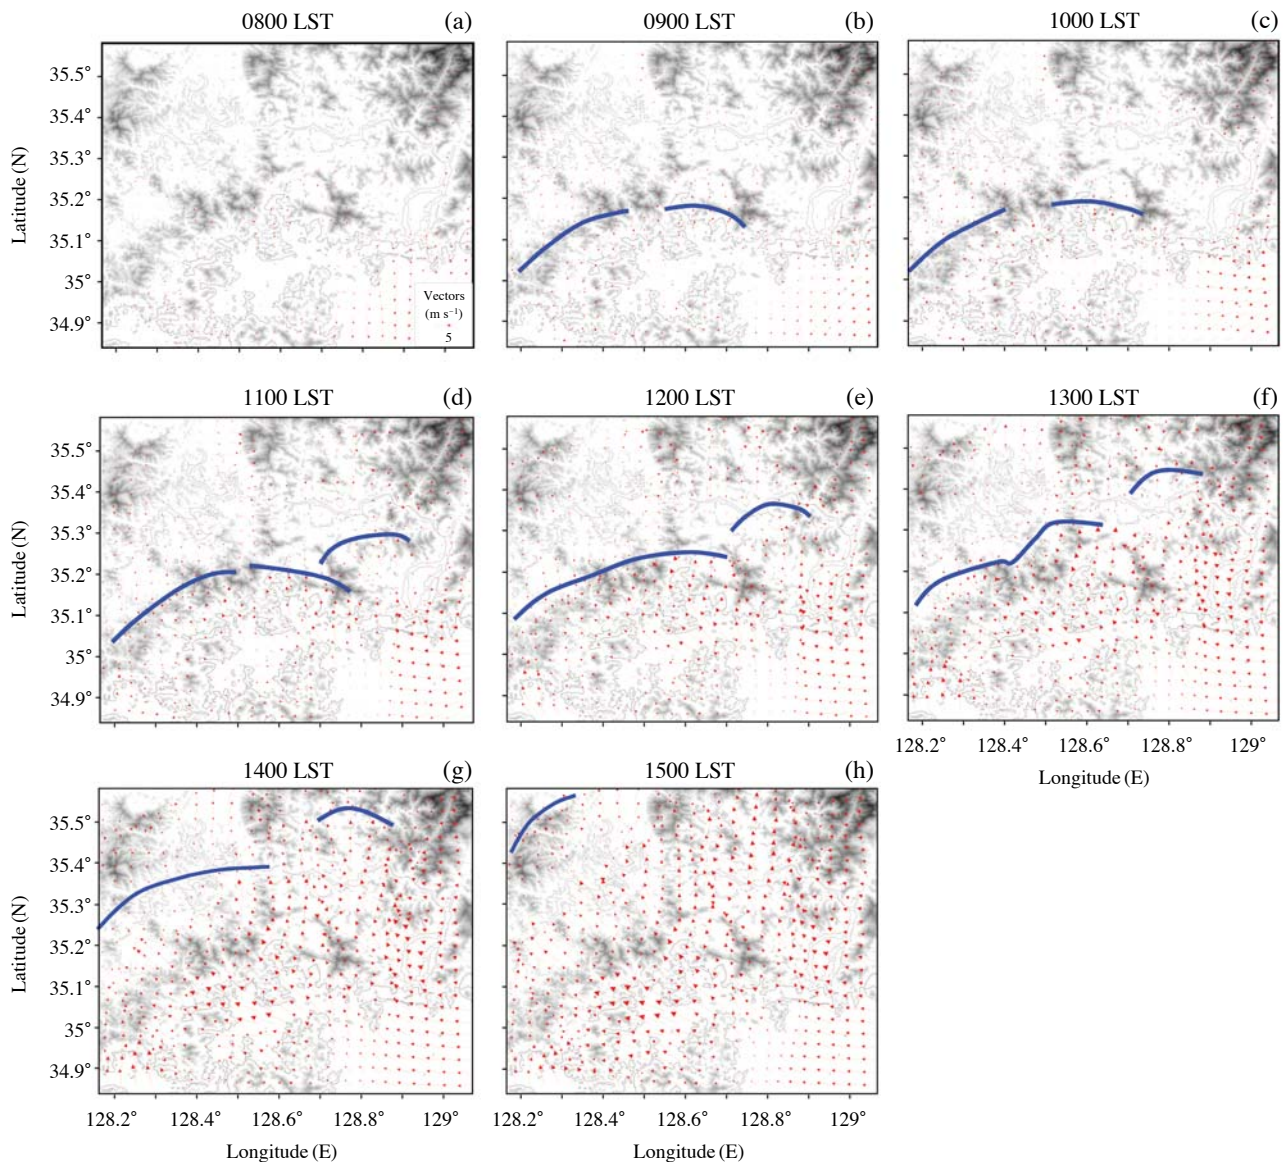 0800 LST (a)
0900 LST (b)
1000 LST (c)
35.5°
35.4°
35.3°
35.2°
35.1°
35°
34.9°
Latitude (N)
Vectors
(m s⁻¹)
5
1100 LST (d)
1200 LST (e)
1300 LST (f)
35.5°
35.4°
35.3°
35.2°
35.1°
35°
34.9°
Latitude (N)
128.2° 128.4° 128.6° 128.8° 129°
Longitude (E)
1400 LST (g)
1500 LST (h)
35.5°
35.4°
35.3°
35.2°
35.1°
35°
34.9°
Latitude (N)
128.2° 128.4° 128.6° 128.8° 129°
Longitude (E)
128.2° 128.4° 128.6° 128.8° 129°
Longitude (E)